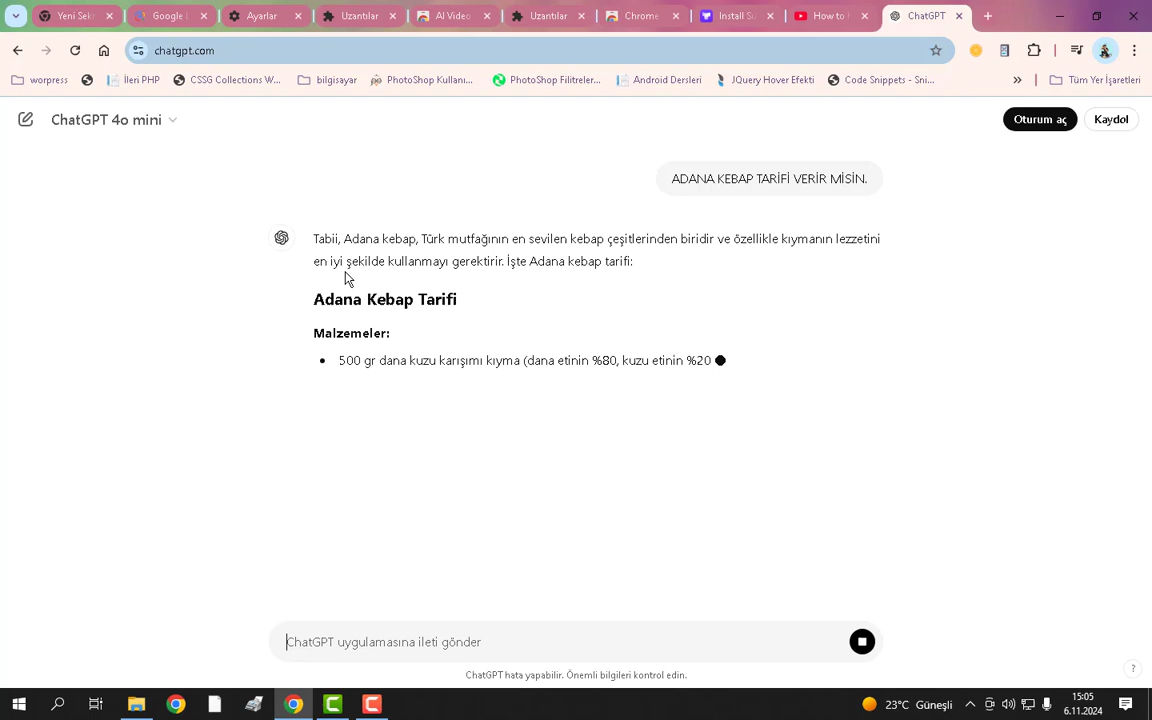 Yeni Sek
Google
Ayarlar
Uzantılar
AI Video
Uzantılar
Chrome
Install Su
How to
ChatGPT
chatgpt.com
worpress
İleri PHP
CSSG Collections W...
bilgisayar
PhotoShop Kullanı...
PhotoShop Filitreler...
Android Dersleri
JQuery Hover Efekti
Code Snippets - Sni...
»
Tüm Yer İşaretleri
ChatGPT 4o mini
Oturum aç
Kaydol
ADANA KEBAP TARİFİ VERİR MİSİN.
Tabii, Adana kebap, Türk mutfağının en sevilen kebap çeşitlerinden biridir ve özellikle kıymanın lezzetini
en iyi şekilde kullanmayı gerektirir. İşte Adana kebap tarifi:
Adana Kebap Tarifi
Malzemeler:
• 500 gr dana kuzu karışımı kıyma (dana etinin %80, kuzu etinin %20
ChatGPT uygulamasına ileti gönder
ChatGPT hata yapabilir. Önemli bilgileri kontrol edin.
?
23°C Güneşli
15:05
6.11.2024